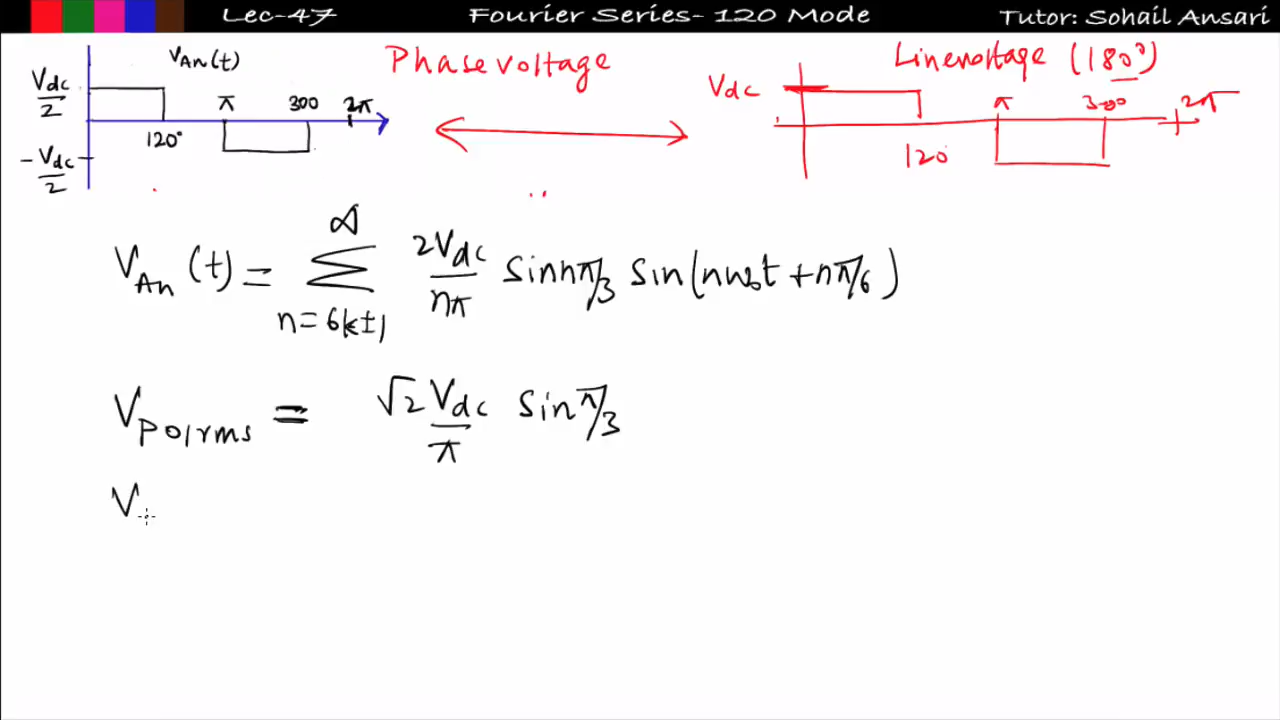 Lec-47 Fourier Series- 120 Mode Tutor: Sohail Ansari
vAn(t) Phase voltage Line voltage (180°)
Vdc/2 π 300 2π Vdc π 300 2π
120° 120
-Vdc/2
VAn(t) = ∑ (n=6k±1 to ∞) 2Vdc/nπ sin nπ/3 sin(nω₀t + nπ/6)
VP01rms = √2 Vdc/π sin π/3
V